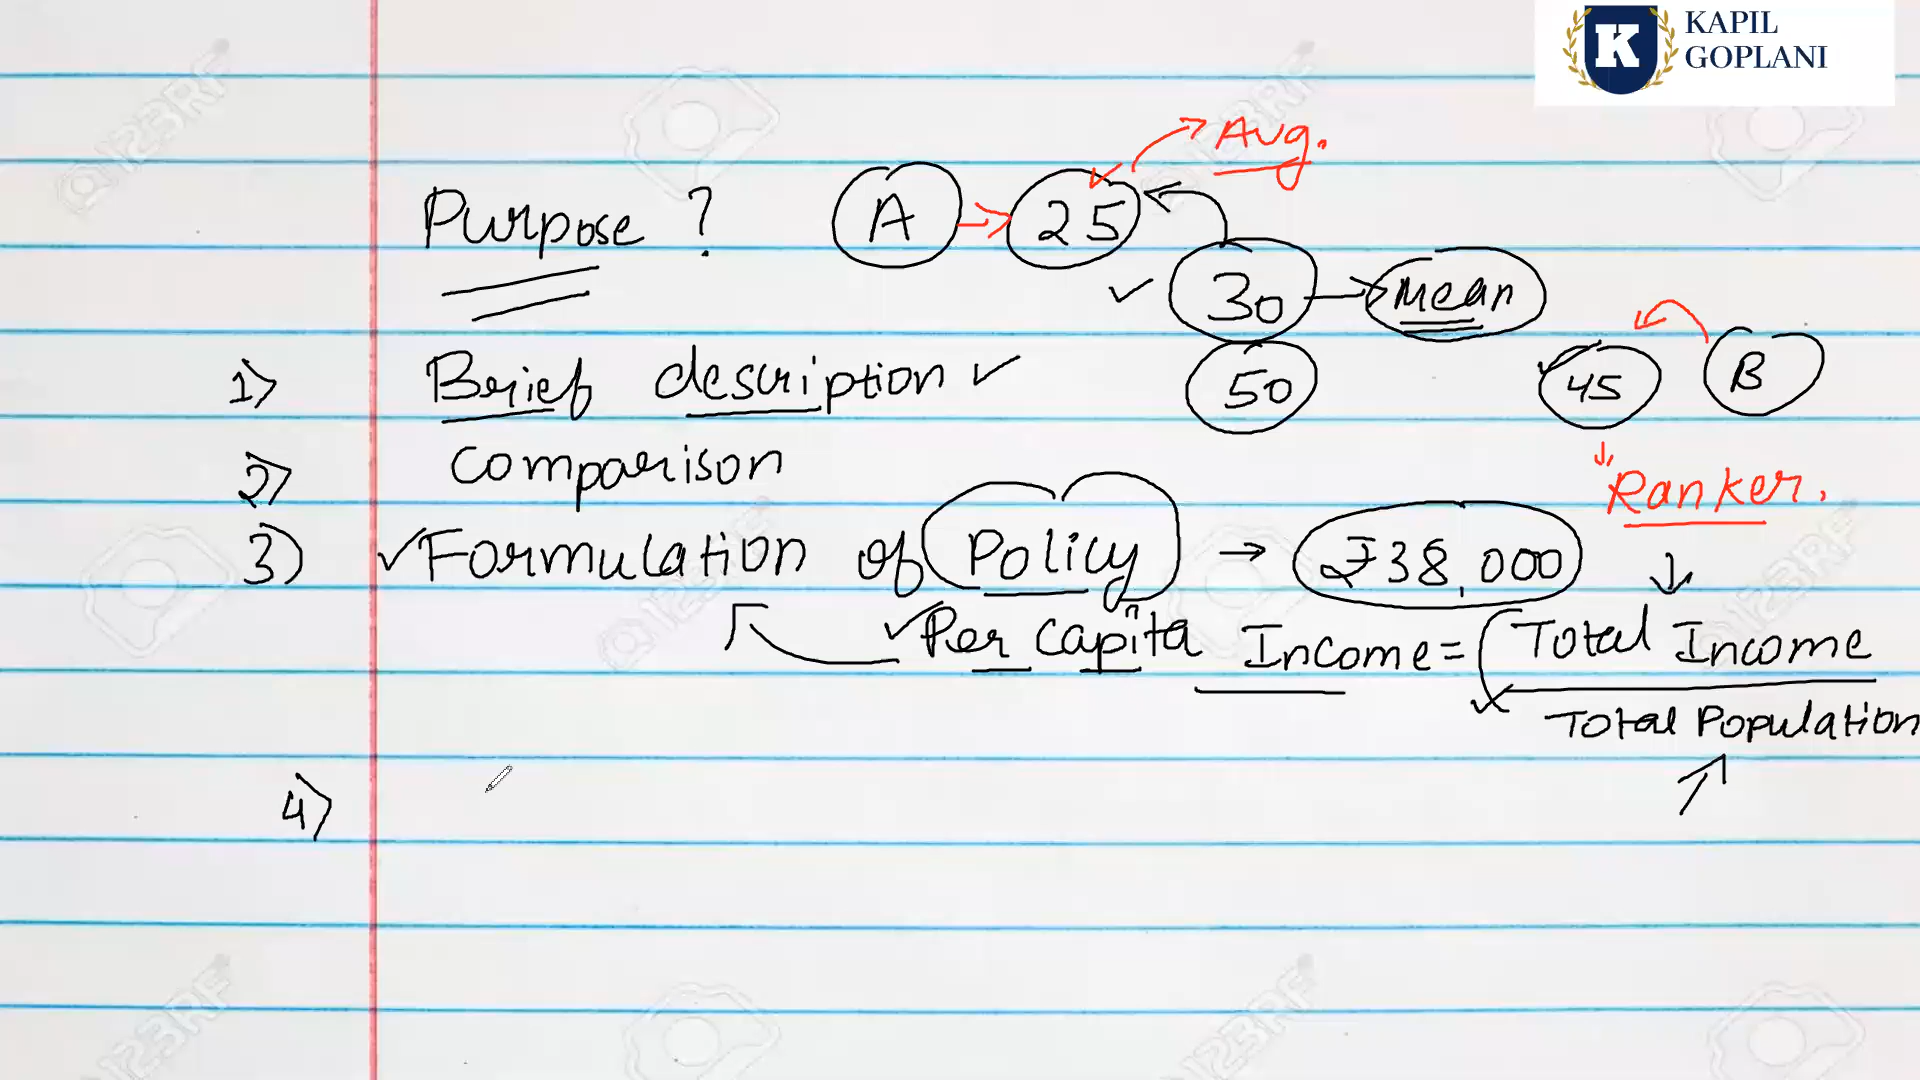 K KAPIL GOPLANI
Avg.
Purpose ? A 25
30 Mean
1) Brief description 50 45 B
2) Comparison
Ranker.
3) Formulation of Policy → ₹38,000
Per Capita Income = Total Income
Total Population
4)
123RF